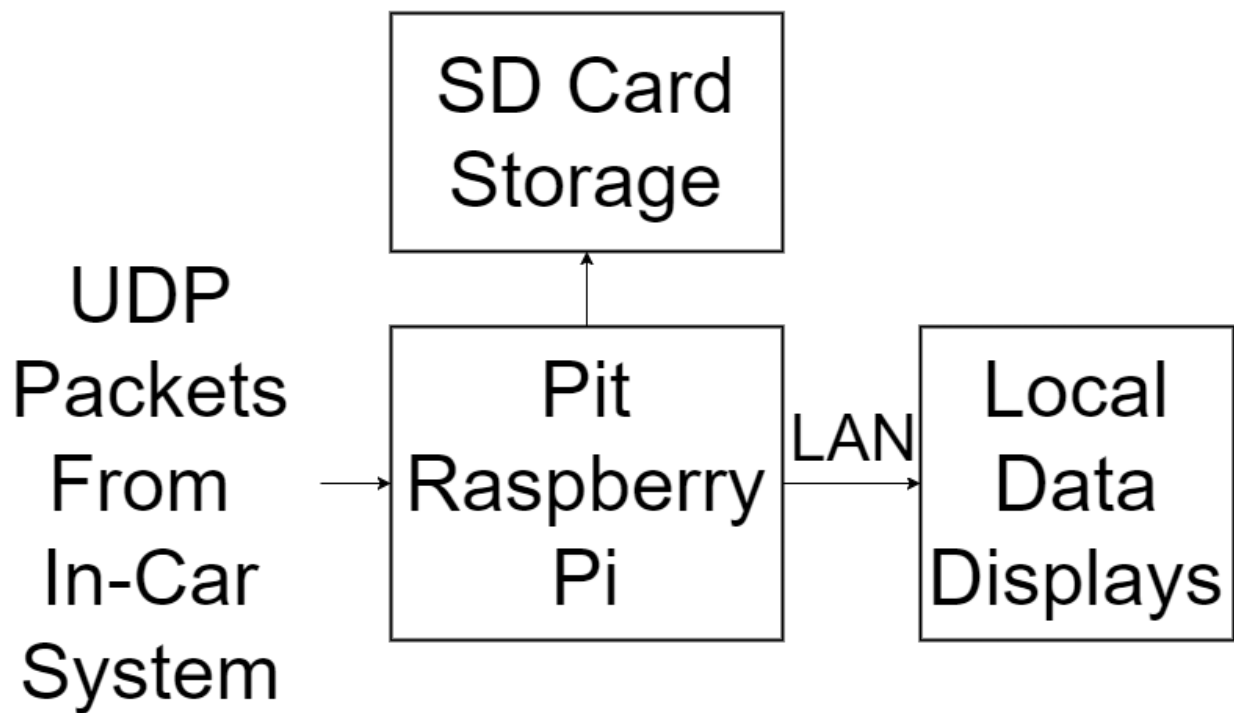 SD Card
Storage
UDP
Packets
From
In-Car
System
Pit
Raspberry
Pi
LAN
Local
Data
Displays